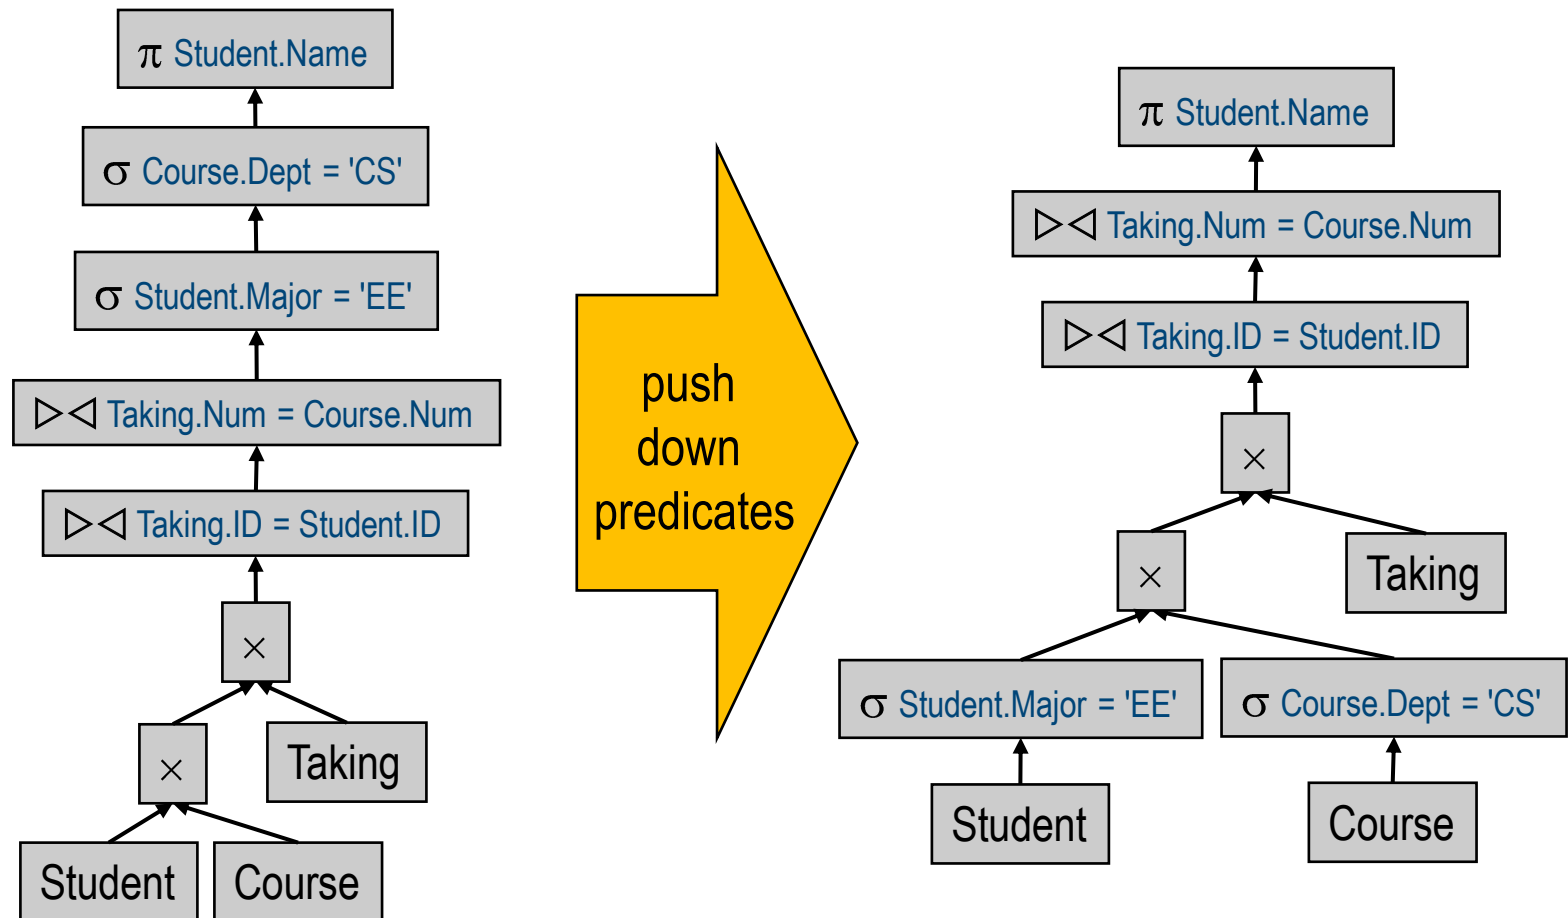 π Student.Name
σ Course.Dept = 'CS'
σ Student.Major = 'EE'
▷◁ Taking.Num = Course.Num
▷◁ Taking.ID = Student.ID
×
×
Taking
Student
Course
push
down
predicates
π Student.Name
▷◁ Taking.Num = Course.Num
▷◁ Taking.ID = Student.ID
×
×
Taking
σ Student.Major = 'EE'
σ Course.Dept = 'CS'
Student
Course